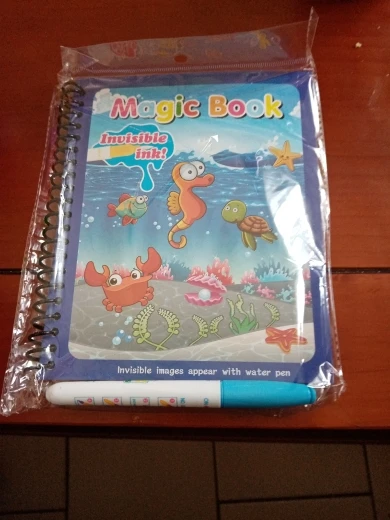 Magic Book
Invisible
ink!
Invisible images appear with water pen